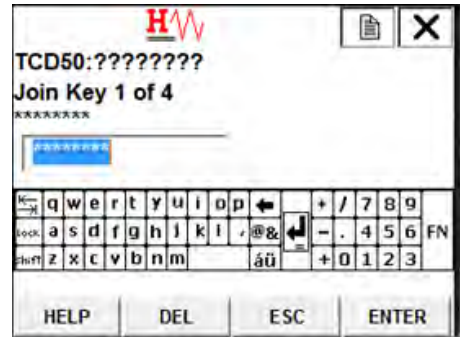 H
TCD50:????????
Join Key 1 of 4
********
********
q w e r t y u i o p + / 7 8 9
Lock a s d f g h j k l , @& - . 4 5 6 FN
Shift z x c v b n m áü + 0 1 2 3
HELP DEL ESC ENTER